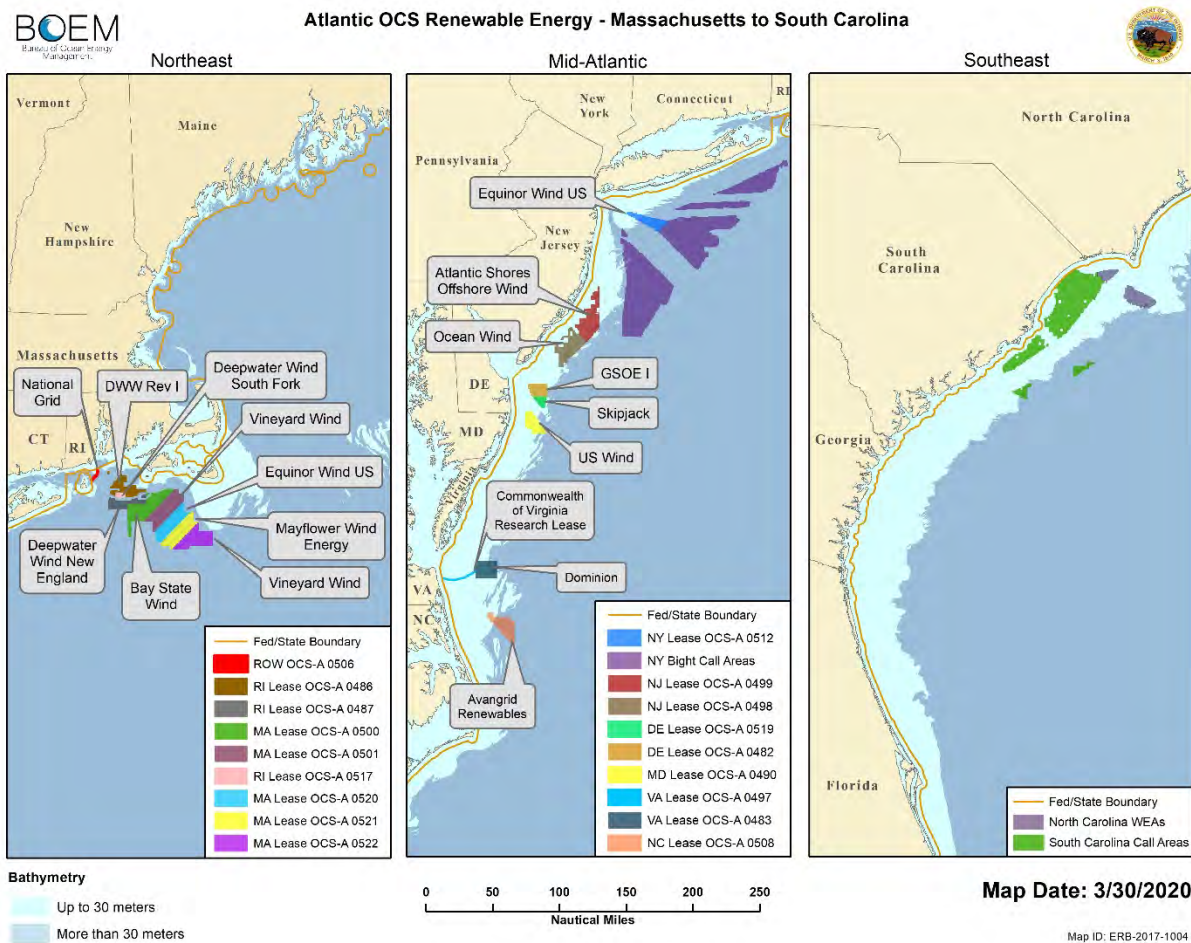 BOEM
Bureau of Ocean Energy
Management
Atlantic OCS Renewable Energy - Massachusetts to South Carolina
Northeast
Vermont
Maine
New
Hampshire
Massachusetts
National
Grid
DWW Rev I
Deepwater Wind
South Fork
Vineyard Wind
CT
RI
Equinor Wind US
Mayflower Wind
Energy
Deepwater
Wind New
England
Bay State
Wind
Vineyard Wind
Fed/State Boundary
ROW OCS-A 0506
RI Lease OCS-A 0486
RI Lease OCS-A 0487
MA Lease OCS-A 0500
MA Lease OCS-A 0501
RI Lease OCS-A 0517
MA Lease OCS-A 0520
MA Lease OCS-A 0521
MA Lease OCS-A 0522
Mid-Atlantic
New
York
Connecticut
RI
Pennsylvania
Equinor Wind US
New
Jersey
Atlantic Shores
Offshore Wind
Ocean Wind
DE
GSOE I
MD
Skipjack
US Wind
Virginia
Commonwealth
of Virginia
Research Lease
Dominion
VA
NC
Avangrid
Renewables
Fed/State Boundary
NY Lease OCS-A 0512
NY Bight Call Areas
NJ Lease OCS-A 0499
NJ Lease OCS-A 0498
DE Lease OCS-A 0519
DE Lease OCS-A 0482
MD Lease OCS-A 0490
VA Lease OCS-A 0497
VA Lease OCS-A 0483
NC Lease OCS-A 0508
Southeast
North Carolina
South
Carolina
Georgia
Florida
Fed/State Boundary
North Carolina WEAs
South Carolina Call Areas
Bathymetry
Up to 30 meters
More than 30 meters
0 50 100 150 200 250
Nautical Miles
Map Date: 3/30/2020
Map ID: ERB-2017-1004